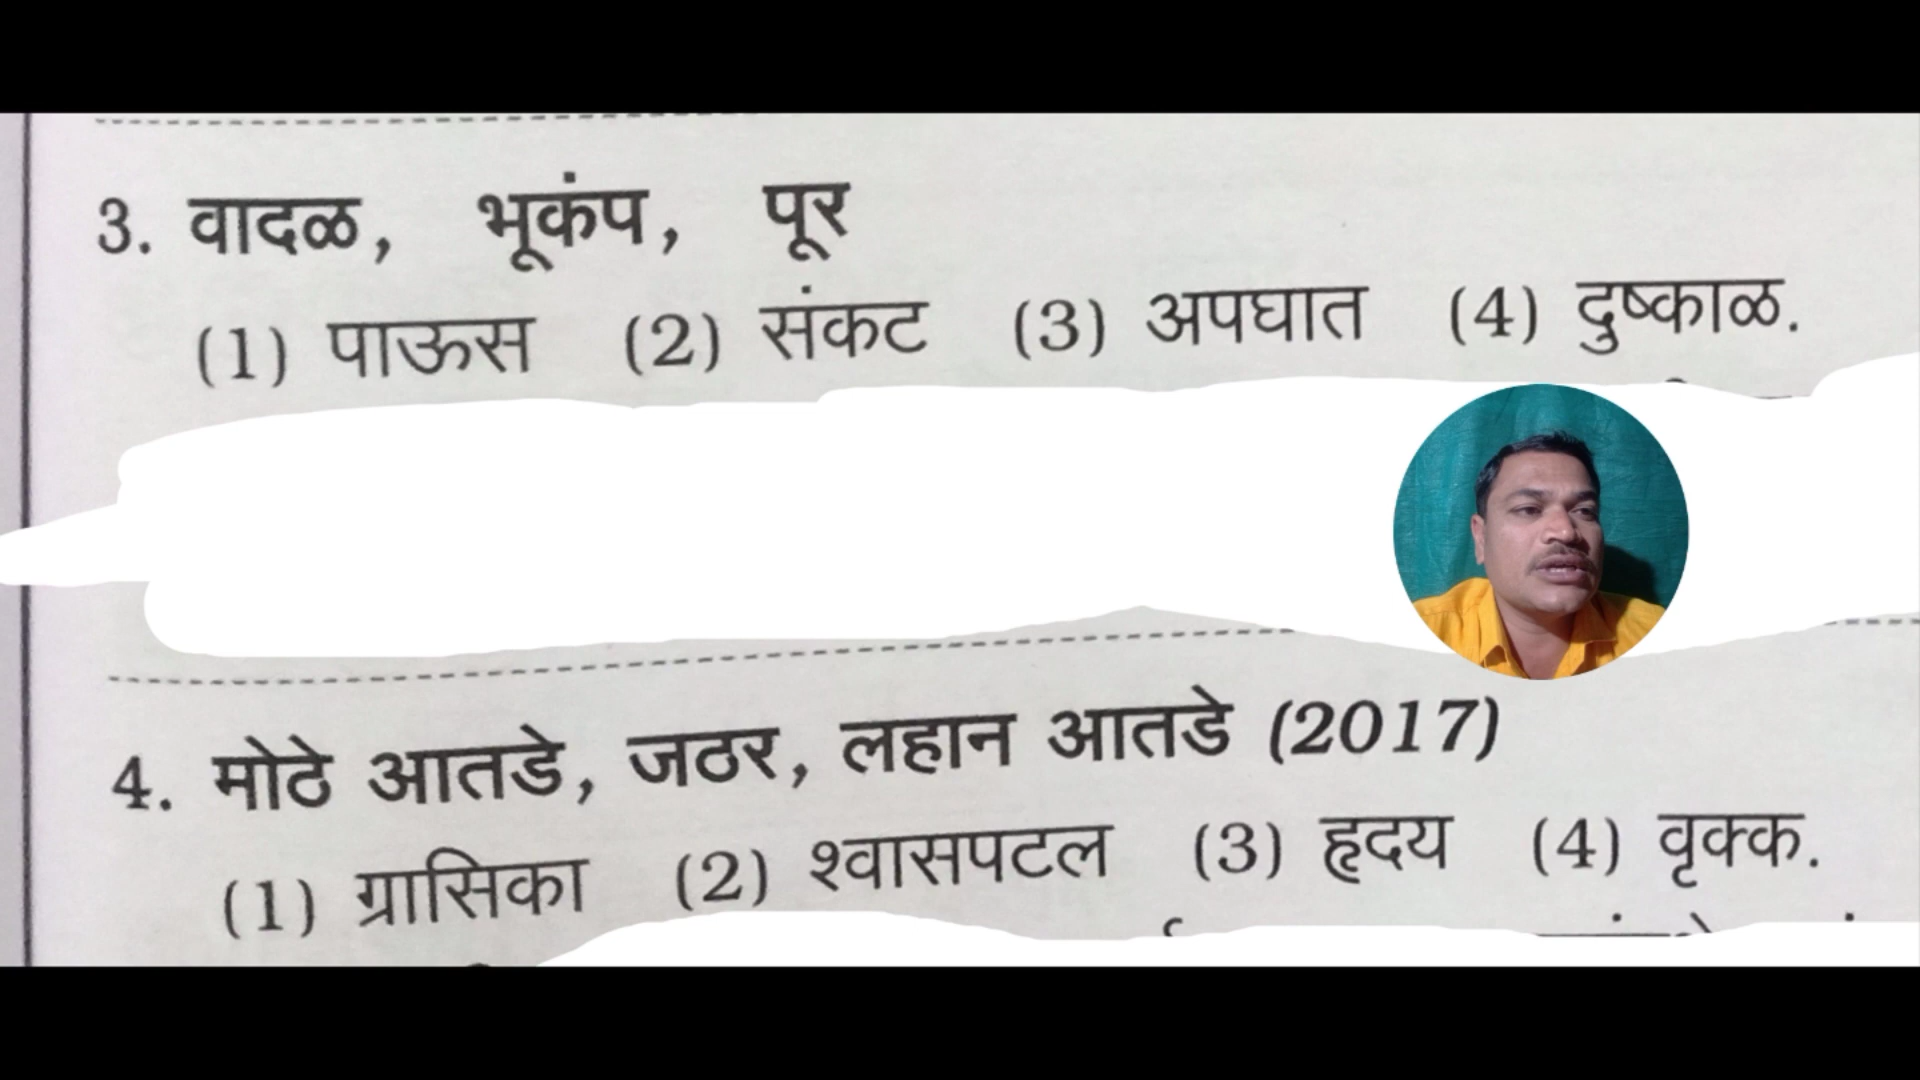 3. वादळ, भूकंप, पूर
(1) पाऊस (2) संकट (3) अपघात (4) दुष्काळ.
4. मोठे आतडे, जठर, लहान आतडे (2017)
(1) ग्रासिका (2) श्वासपटल (3) हृदय (4) वृक्क.